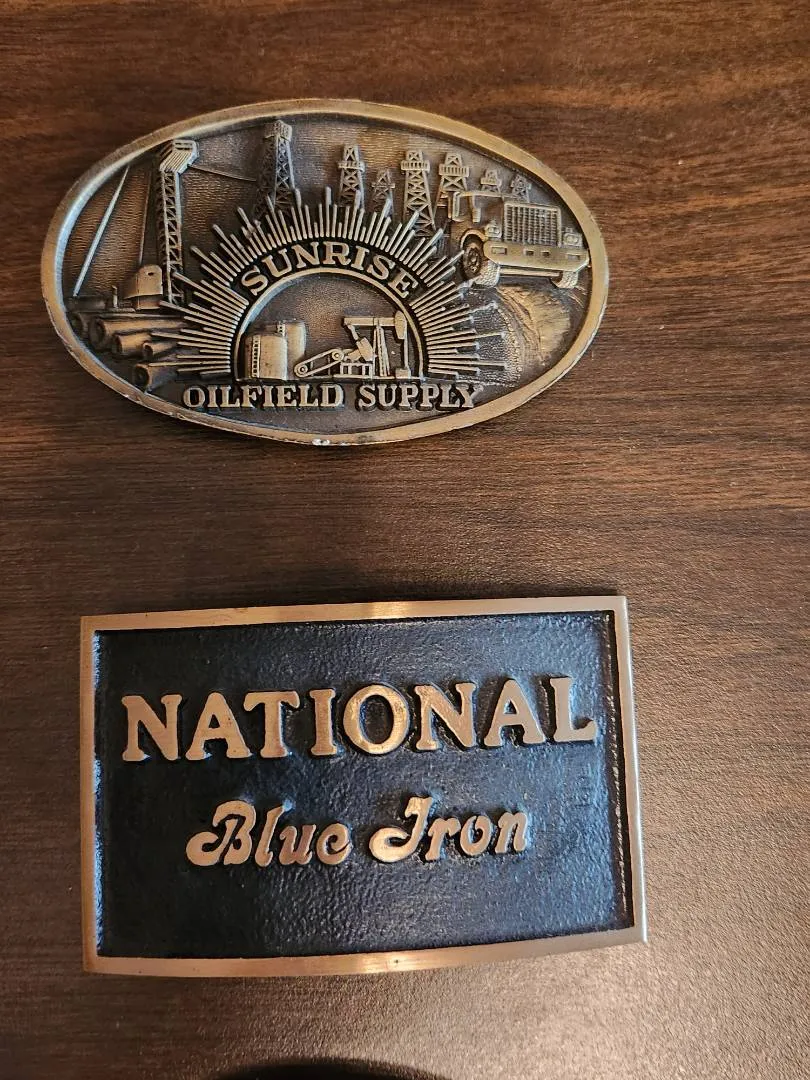 SUNRISE
OILFIELD SUPPLY
NATIONAL
Blue Iron